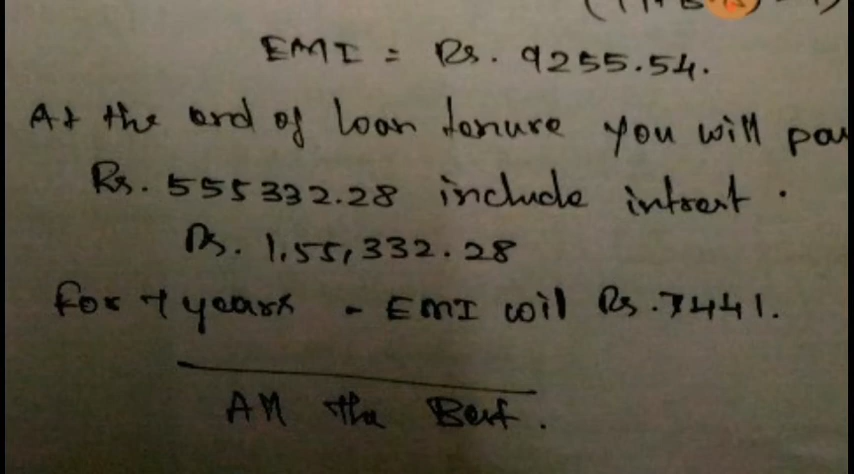 EMI = Rs. 9255.54.
At the end of loan tenure you will pa
Rs. 555332.28 include intrest.
Rs. 1,55,332.28
For 7 years - EMI will Rs.7441.
All the Best.